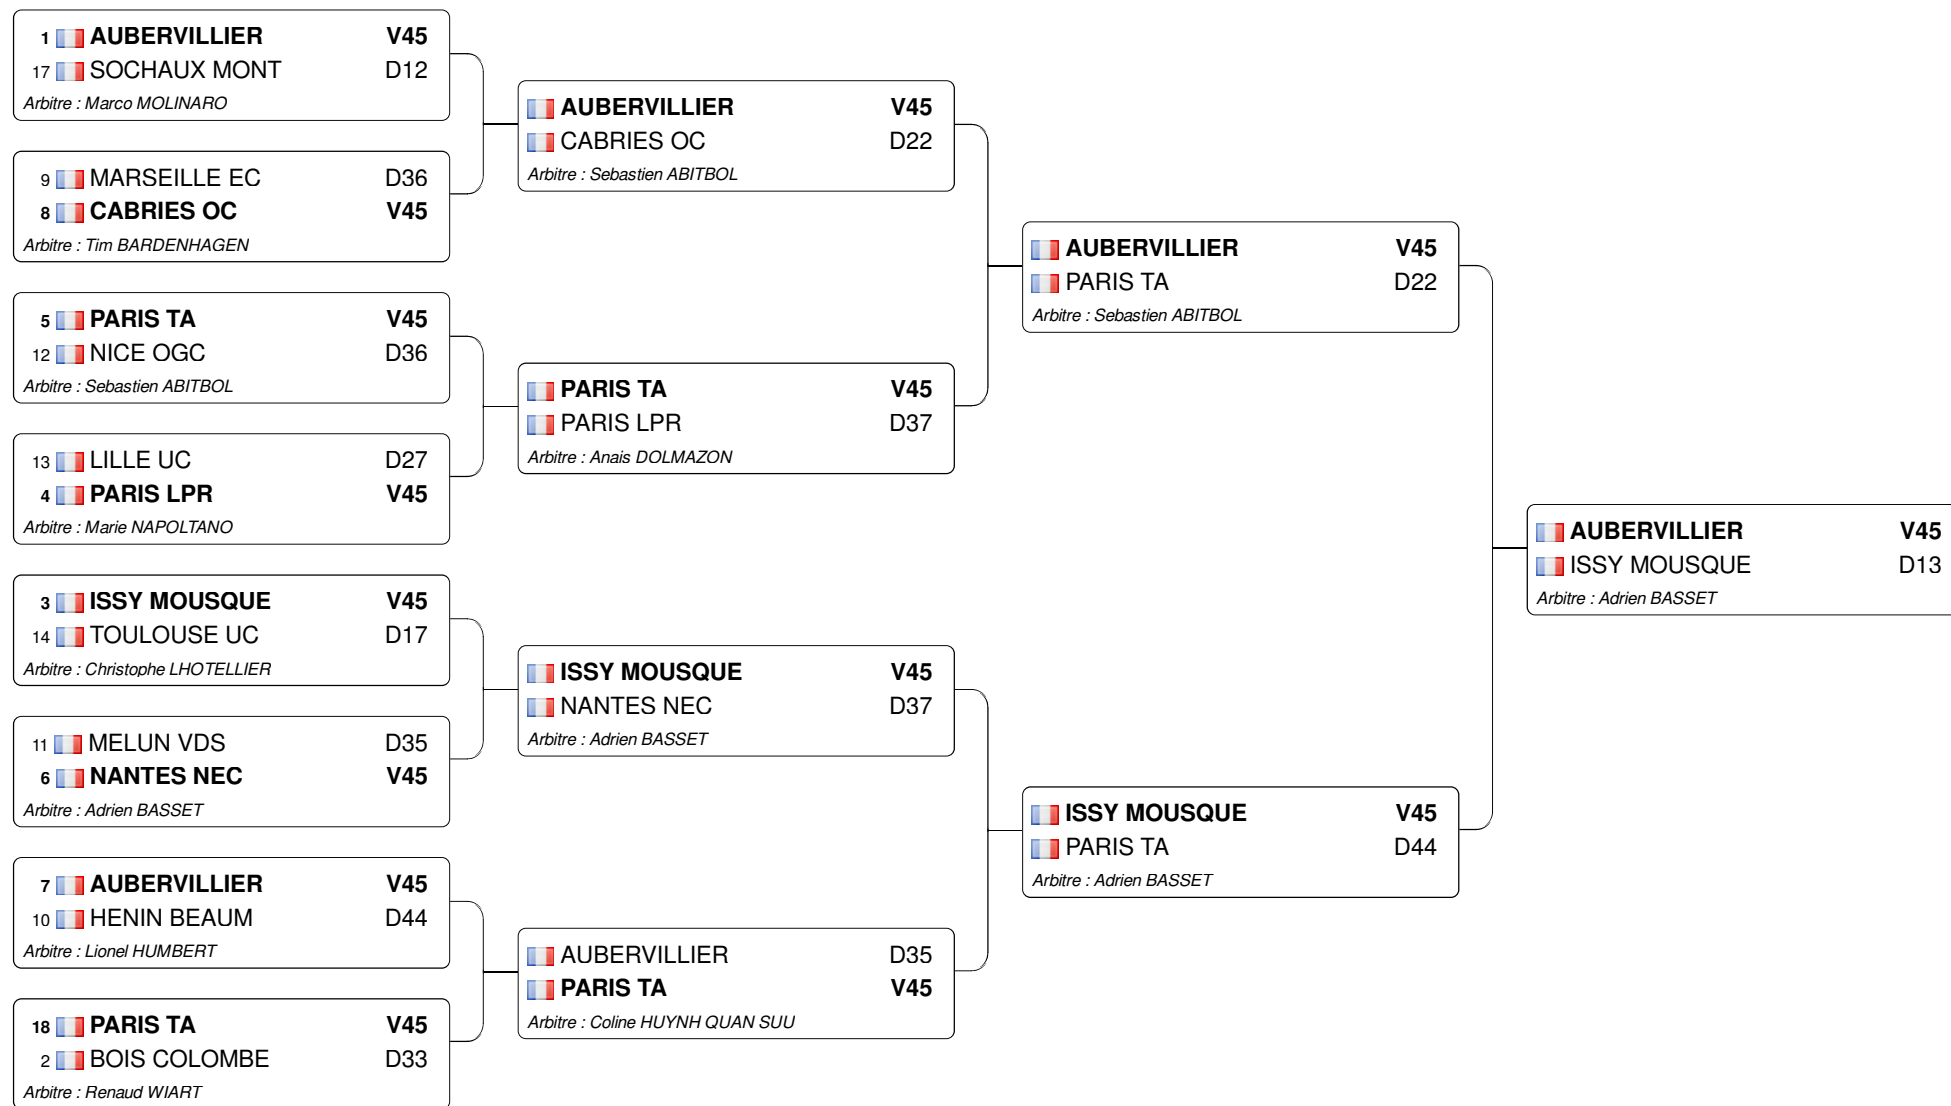 1 AUBERVILLIER V45
17 SOCHAUX MONT D12
Arbitre : Marco MOLINARO
9 MARSEILLE EC D36
8 CABRIES OC V45
Arbitre : Tim BARDENHAGEN
5 PARIS TA V45
12 NICE OGC D36
Arbitre : Sebastien ABITBOL
13 LILLE UC D27
4 PARIS LPR V45
Arbitre : Marie NAPOLTANO
3 ISSY MOUSQUE V45
14 TOULOUSE UC D17
Arbitre : Christophe LHOTELLIER
11 MELUN VDS D35
6 NANTES NEC V45
Arbitre : Adrien BASSET
7 AUBERVILLIER V45
10 HENIN BEAUM D44
Arbitre : Lionel HUMBERT
18 PARIS TA V45
2 BOIS COLOMBE D33
Arbitre : Renaud WIART
AUBERVILLIER V45
CABRIES OC D22
Arbitre : Sebastien ABITBOL
PARIS TA V45
PARIS LPR D37
Arbitre : Anais DOLMAZON
ISSY MOUSQUE V45
NANTES NEC D37
Arbitre : Adrien BASSET
AUBERVILLIER D35
PARIS TA V45
Arbitre : Coline HUYNH QUAN SUU
AUBERVILLIER V45
PARIS TA D22
Arbitre : Sebastien ABITBOL
ISSY MOUSQUE V45
PARIS TA D44
Arbitre : Adrien BASSET
AUBERVILLIER V45
ISSY MOUSQUE D13
Arbitre : Adrien BASSET